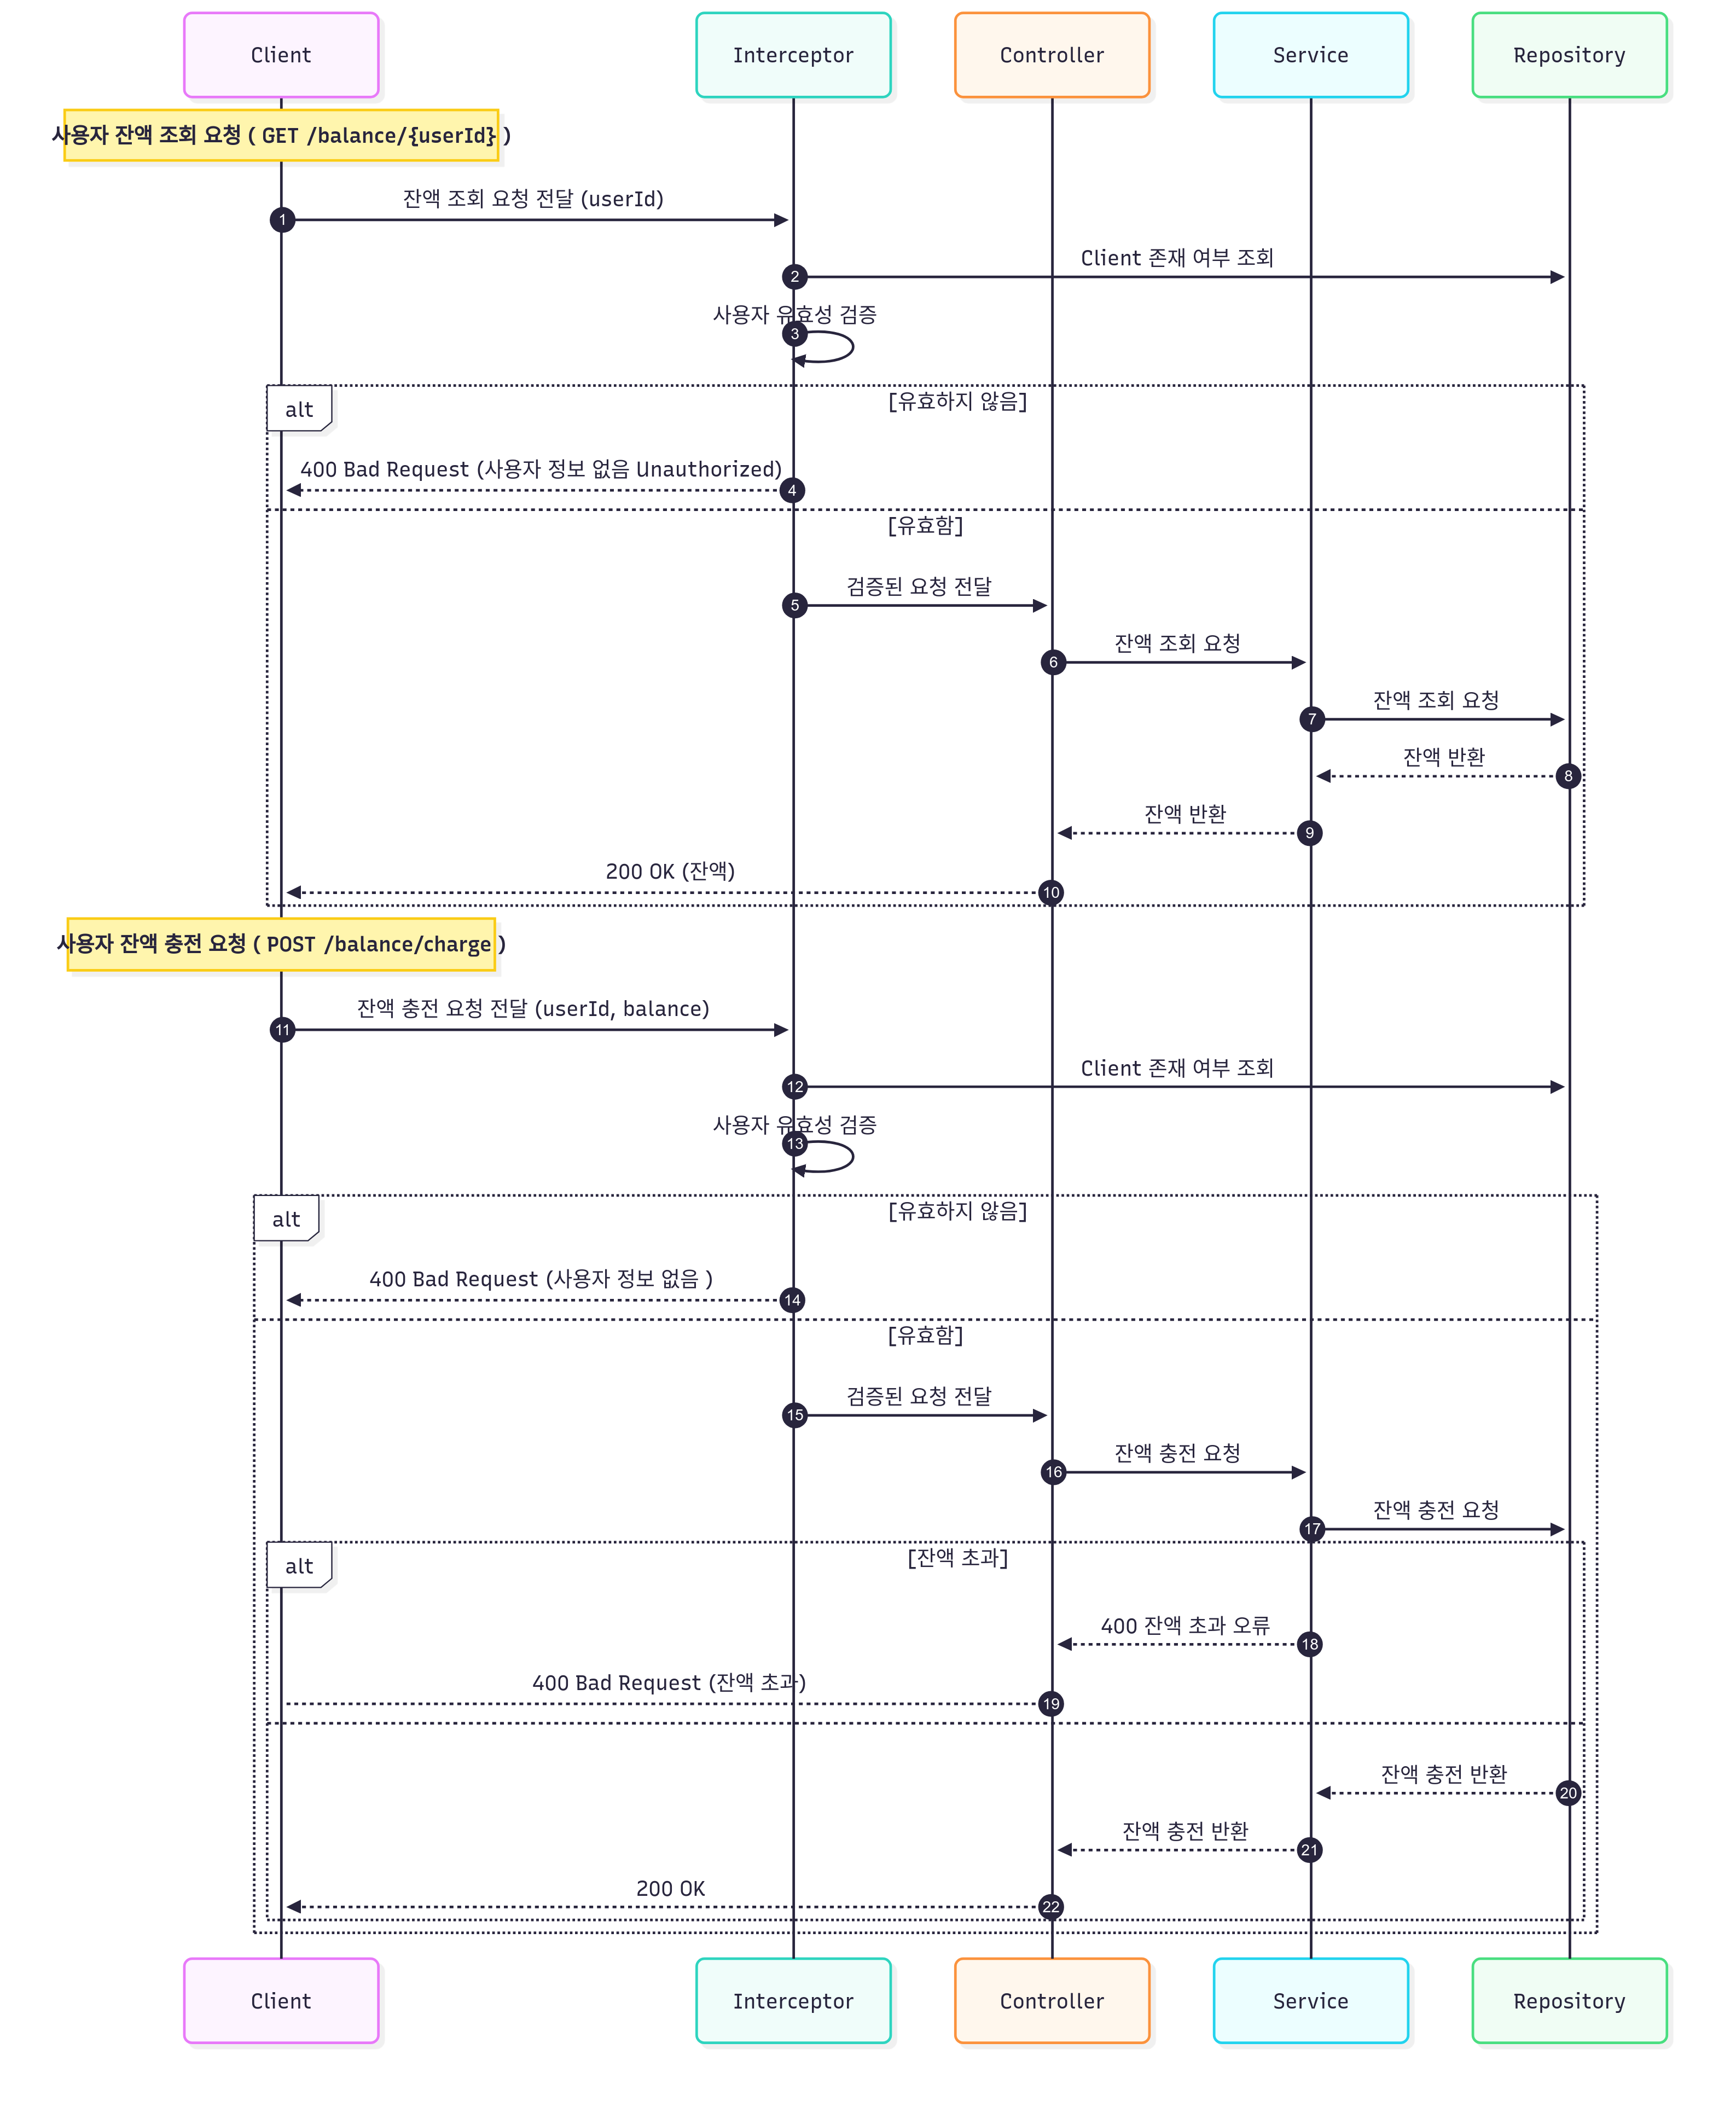 Client
Interceptor
Controller
Service
Repository
사용자 잔액 조회 요청 ( GET /balance/{userId} )
잔액 조회 요청 전달 (userId)
1
Client 존재 여부 조회
2
사용자 유효성 검증
3
alt
[유효하지 않음]
400 Bad Request (사용자 정보 없음 Unauthorized)
4
[유효함]
검증된 요청 전달
5
잔액 조회 요청
6
잔액 조회 요청
7
잔액 반환
8
잔액 반환
9
200 OK (잔액)
10
사용자 잔액 충전 요청 ( POST /balance/charge )
잔액 충전 요청 전달 (userId, balance)
11
Client 존재 여부 조회
12
사용자 유효성 검증
13
alt
[유효하지 않음]
400 Bad Request (사용자 정보 없음 )
14
[유효함]
검증된 요청 전달
15
잔액 충전 요청
16
잔액 충전 요청
17
alt
[잔액 초과]
400 잔액 초과 오류
18
400 Bad Request (잔액 초과)
19
잔액 충전 반환
20
잔액 충전 반환
21
200 OK
22
Client
Interceptor
Controller
Service
Repository